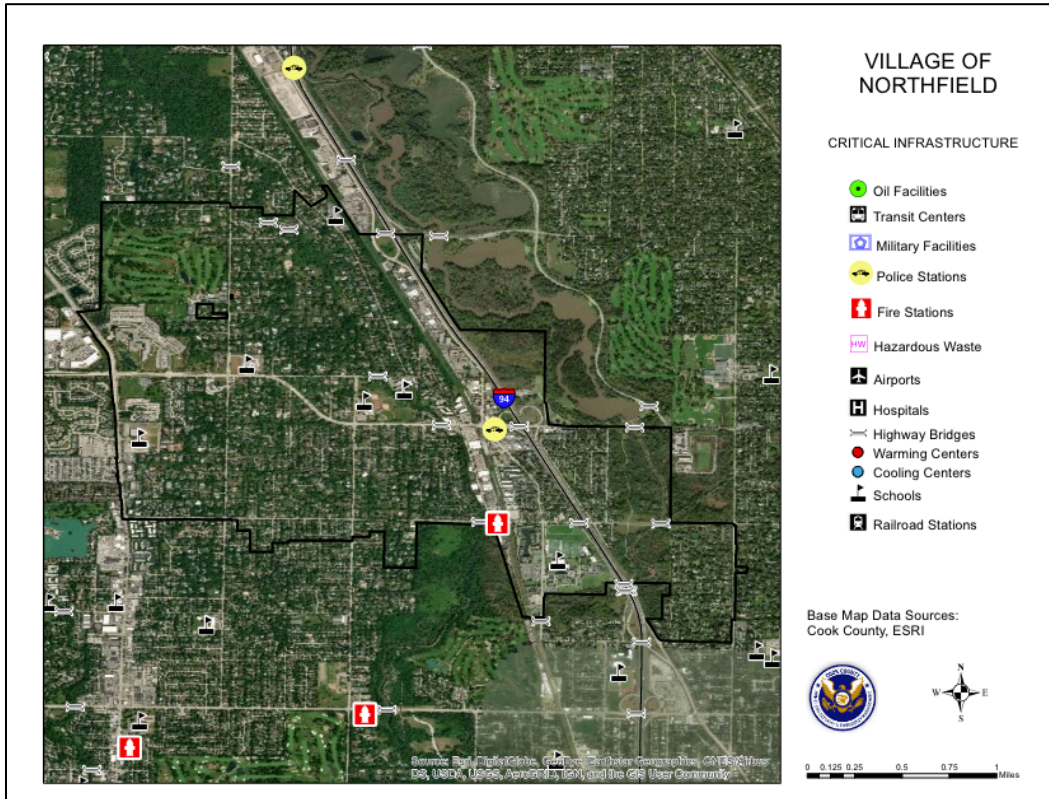 VILLAGE OF
NORTHFIELD
CRITICAL INFRASTRUCTURE
Oil Facilities
Transit Centers
Military Facilities
Police Stations
Fire Stations
HW Hazardous Waste
Airports
H Hospitals
Highway Bridges
Warming Centers
Cooling Centers
Schools
Railroad Stations
94
Base Map Data Sources:
Cook County, ESRI
N
W E
S
0 0.125 0.25 0.5 0.75 1
Miles
Source: Esri, DigitalGlobe, GeoEye, Earthstar Geographics, CNES/Airbus
DS, USDA, USGS, AeroGRID, IGN, and the GIS User Community